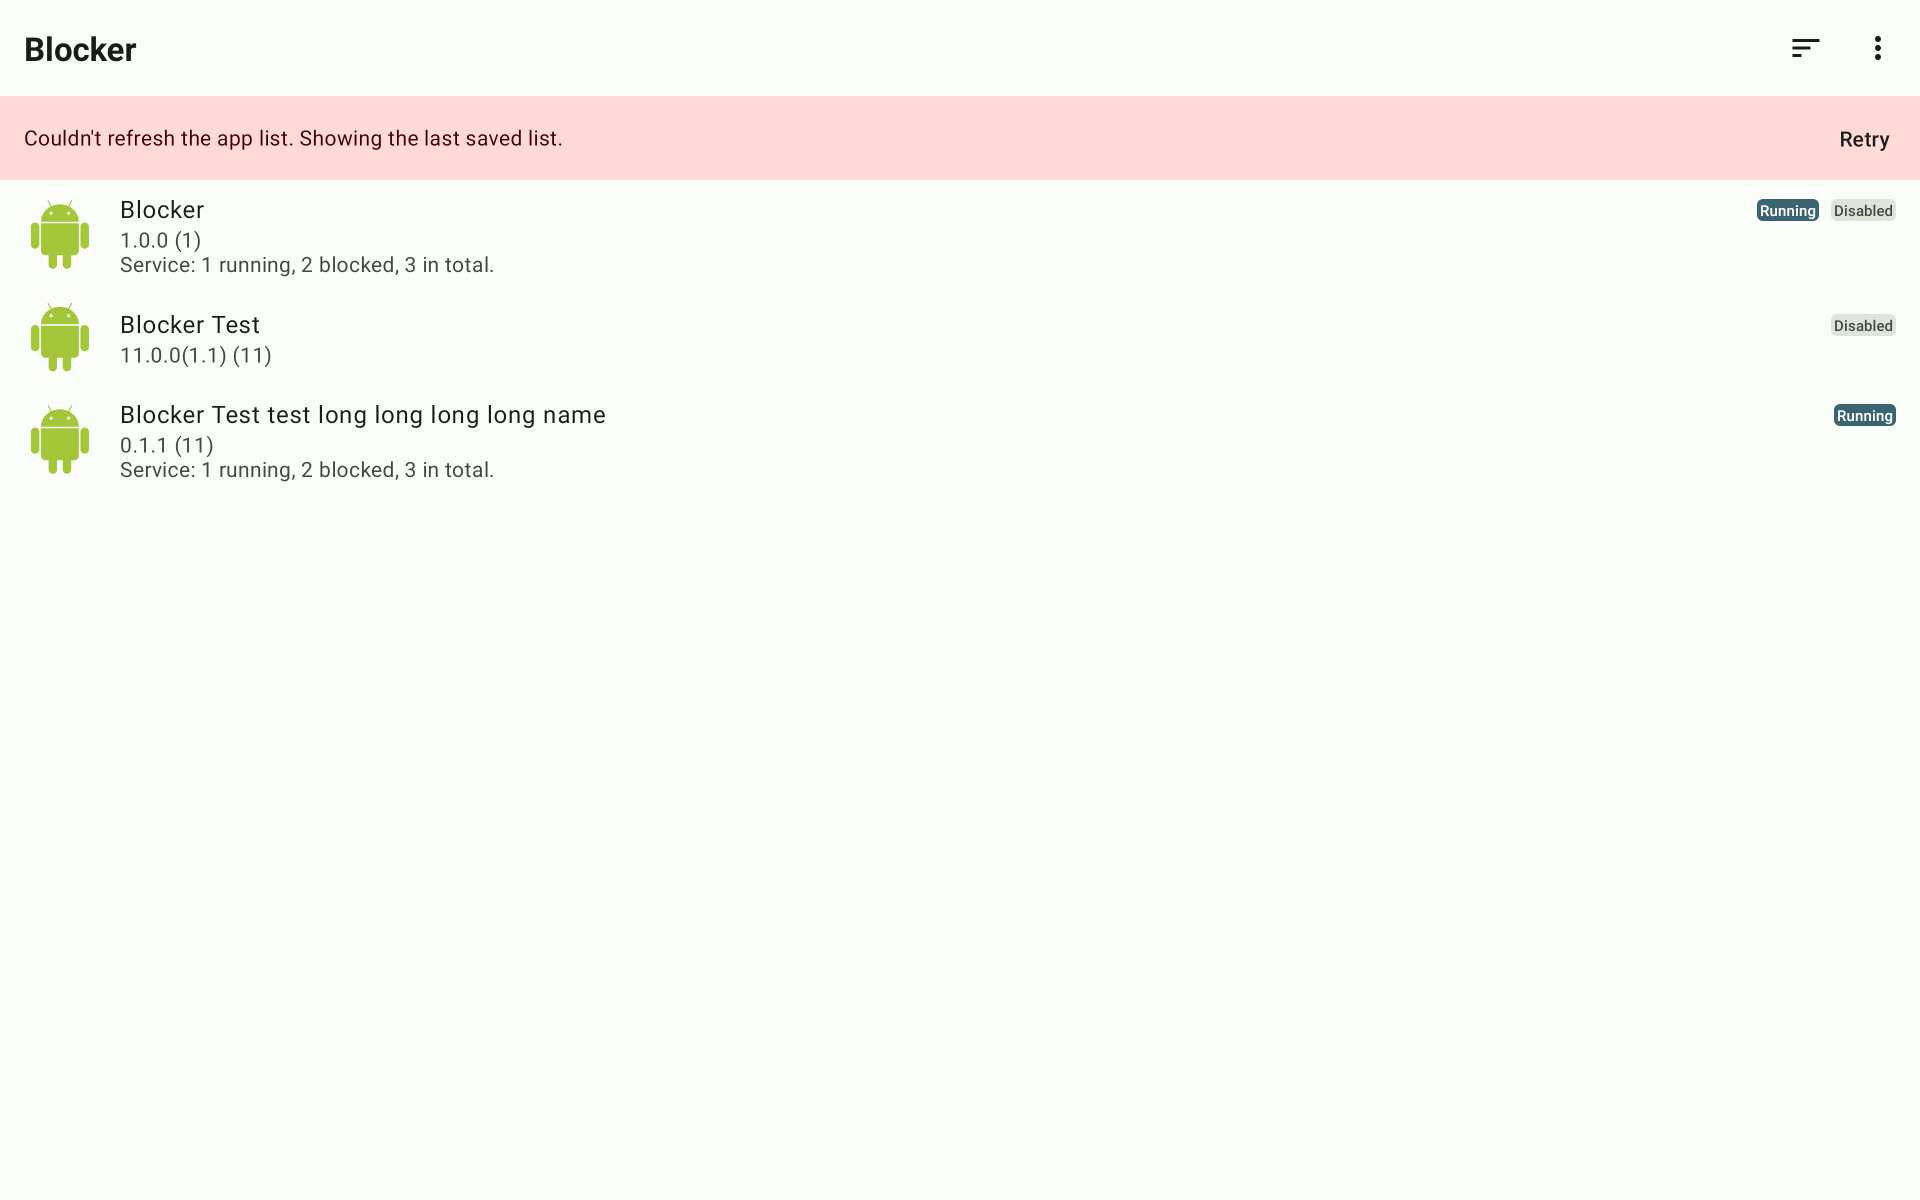 Blocker
Couldn't refresh the app list. Showing the last saved list.
Retry
Blocker
Running
Disabled
1.0.0 (1)
Service: 1 running, 2 blocked, 3 in total.
Blocker Test
Disabled
11.0.0(1.1) (11)
Blocker Test test long long long long name
Running
0.1.1 (11)
Service: 1 running, 2 blocked, 3 in total.